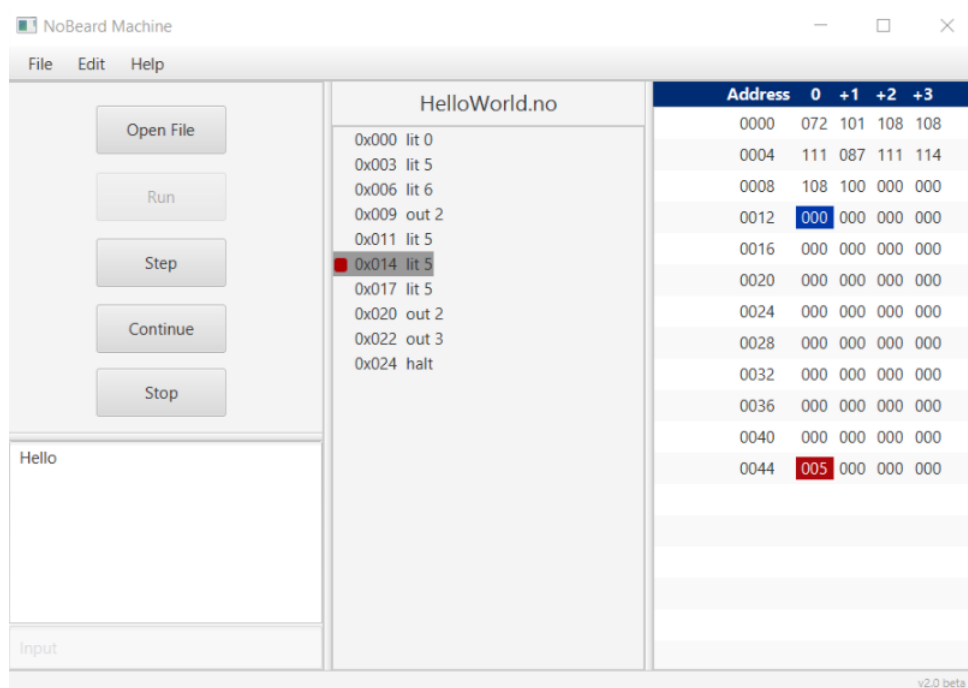 NoBeard Machine
File Edit Help
Open File
Run
Step
Continue
Stop
Hello
Input
HelloWorld.no
0x000 lit 0
0x003 lit 5
0x006 lit 6
0x009 out 2
0x011 lit 5
0x014 lit 5
0x017 lit 5
0x020 out 2
0x022 out 3
0x024 halt
Address 0 +1 +2 +3
0000 072 101 108 108
0004 111 087 111 114
0008 108 100 000 000
0012 000 000 000 000
0016 000 000 000 000
0020 000 000 000 000
0024 000 000 000 000
0028 000 000 000 000
0032 000 000 000 000
0036 000 000 000 000
0040 000 000 000 000
0044 005 000 000 000
v2.0 beta